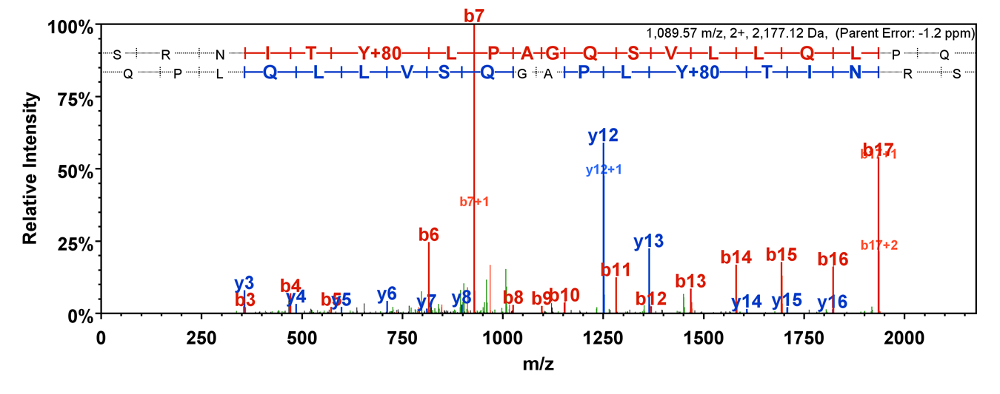 1,089.57 m/z, 2+, 2,177.12 Da, (Parent Error: -1.2 ppm)
S R N I T Y+80 L P A G Q S V L L Q L P Q
Q P L Q L L V S Q G A P L Y+80 T I N R S
Relative Intensity
100%
75%
50%
25%
0%
b7
b7+1
y12
y12+1
b17
b17+1
b17+2
b6
y13
y3
b3
b4
y4
b5
y5
y6
y7
y8
b8
b9
b10
b11
b12
b13
b14
y14
b15
y15
b16
y16
0 250 500 750 1000 1250 1500 1750 2000
m/z